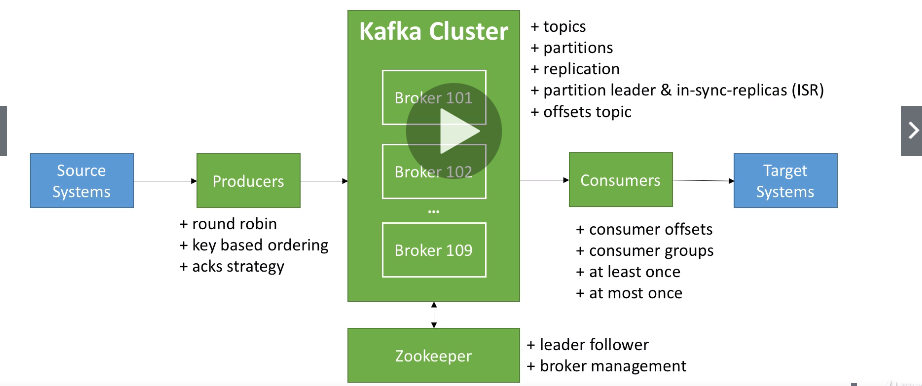 Kafka Cluster
Broker 101
Broker 102
...
Broker 109
+ topics
+ partitions
+ replication
+ partition leader & in-sync-replicas (ISR)
+ offsets topic
Source
Systems
Producers
+ round robin
+ key based ordering
+ acks strategy
Consumers
+ consumer offsets
+ consumer groups
+ at least once
+ at most once
Target
Systems
Zookeeper
+ leader follower
+ broker management